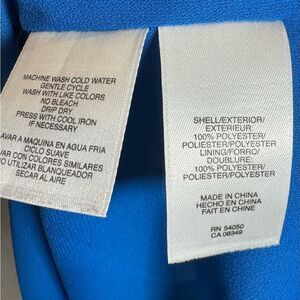 MACHINE WASH COLD WATER
GENTLE CYCLE
WASH WITH LIKE COLORS
NO BLEACH
DRIP DRY
PRESS WITH COOL IRON
IF NECESSARY
AVAR A MAQUINA EN AGUA FRIA
CICLO SUAVE
VAR CON COLORES SIMILARES
UTILIZAR BLANQUEADOR
SECAR AL AIRE
SHELL/EXTERIOR/
EXTERIEUR:
100% POLYESTER/
POLIESTER/POLYESTER
LINING/FORRO/
DOUBLURE:
100% POLYESTER/
POLIESTER/POLYESTER
MADE IN CHINA
HECHO EN CHINA
FAIT EN CHINE
RN 54050
CA 08349